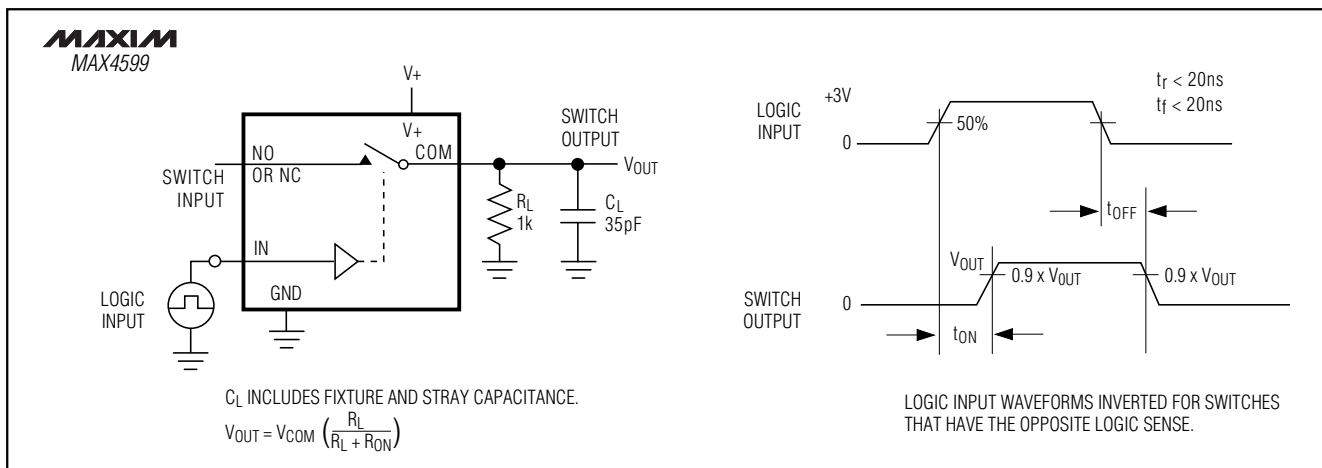 MAXIM
MAX4599
V+
V+
NO
OR NC
COM
SWITCH
INPUT
SWITCH
OUTPUT
VOUT
RL
1k
CL
35pF
IN
GND
LOGIC
INPUT
CL INCLUDES FIXTURE AND STRAY CAPACITANCE.
VOUT = VCOM (RL / RL + RON)
LOGIC
INPUT
+3V
0
50%
tr < 20ns
tf < 20ns
tOFF
VOUT
0.9 x VOUT
0.9 x VOUT
SWITCH
OUTPUT
0
tON
LOGIC INPUT WAVEFORMS INVERTED FOR SWITCHES
THAT HAVE THE OPPOSITE LOGIC SENSE.